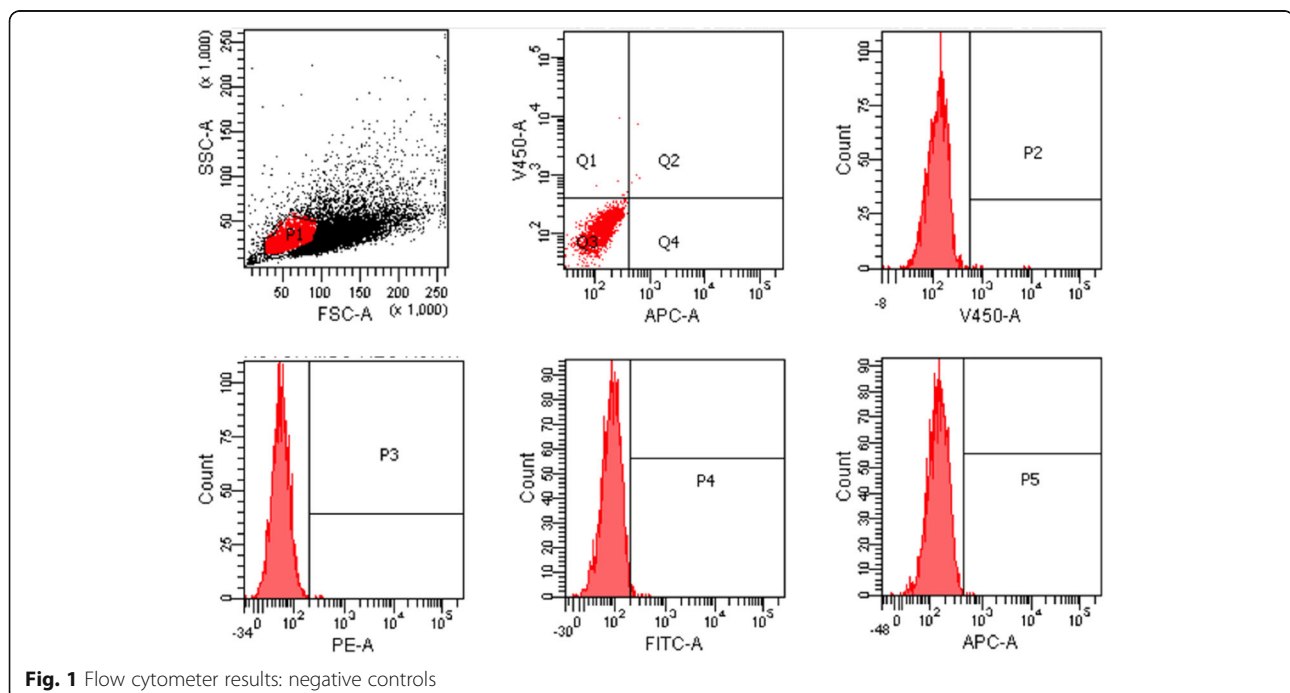 (x 1,000)
250
200
150
100
50
SSC-A
P1
50 100 150 200 250
FSC-A (x 1,000)
10^5
10^4
10^3
10^2
V450-A
Q1 Q2
Q3 Q4
10^2 10^3 10^4 10^5
APC-A
100
75
50
25
0
Count
P2
-8 10^2 10^3 10^4 10^5
V450-A
100
75
50
25
0
Count
P3
-34 0 10^2 10^3 10^4 10^5
PE-A
90
80
70
60
50
40
30
20
10
0
Count
P4
-30 0 10^2 10^3 10^4 10^5
FITC-A
90
80
70
60
50
40
30
20
10
0
Count
P5
-48 0 10^2 10^3 10^4 10^5
APC-A
Fig. 1 Flow cytometer results: negative controls